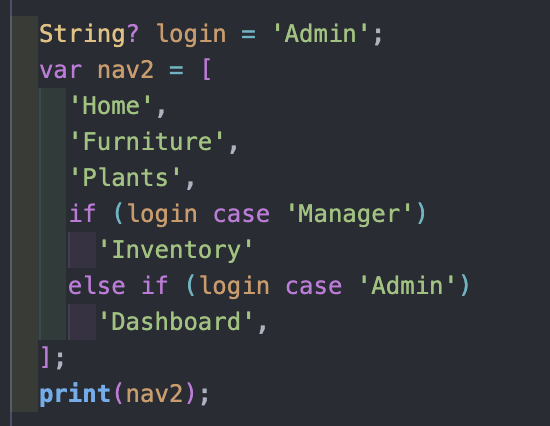 String? login = 'Admin';
var nav2 = [
  'Home',
  'Furniture',
  'Plants',
  if (login case 'Manager')
    'Inventory'
  else if (login case 'Admin')
    'Dashboard',
];
print(nav2);